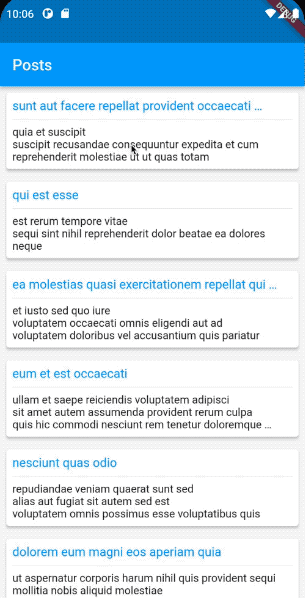 10:06
DEBUG
Posts
sunt aut facere repellat provident occaecati ...
quia et suscipit
suscipit recusandae consequuntur expedita et cum
reprehenderit molestiae ut ut quas totam
qui est esse
est rerum tempore vitae
sequi sint nihil reprehenderit dolor beatae ea dolores
neque
ea molestias quasi exercitationem repellat qui ...
et iusto sed quo iure
voluptatem occaecati omnis eligendi aut ad
voluptatem doloribus vel accusantium quis pariatur
eum et est occaecati
ullam et saepe reiciendis voluptatem adipisci
sit amet autem assumenda provident rerum culpa
quis hic commodi nesciunt rem tenetur doloremque ...
nesciunt quas odio
repudiandae veniam quaerat sunt sed
alias aut fugiat sit autem sed est
voluptatem omnis possimus esse voluptatibus quis
dolorem eum magni eos aperiam quia
ut aspernatur corporis harum nihil quis provident sequi
mollitia nobis aliquid molestiae